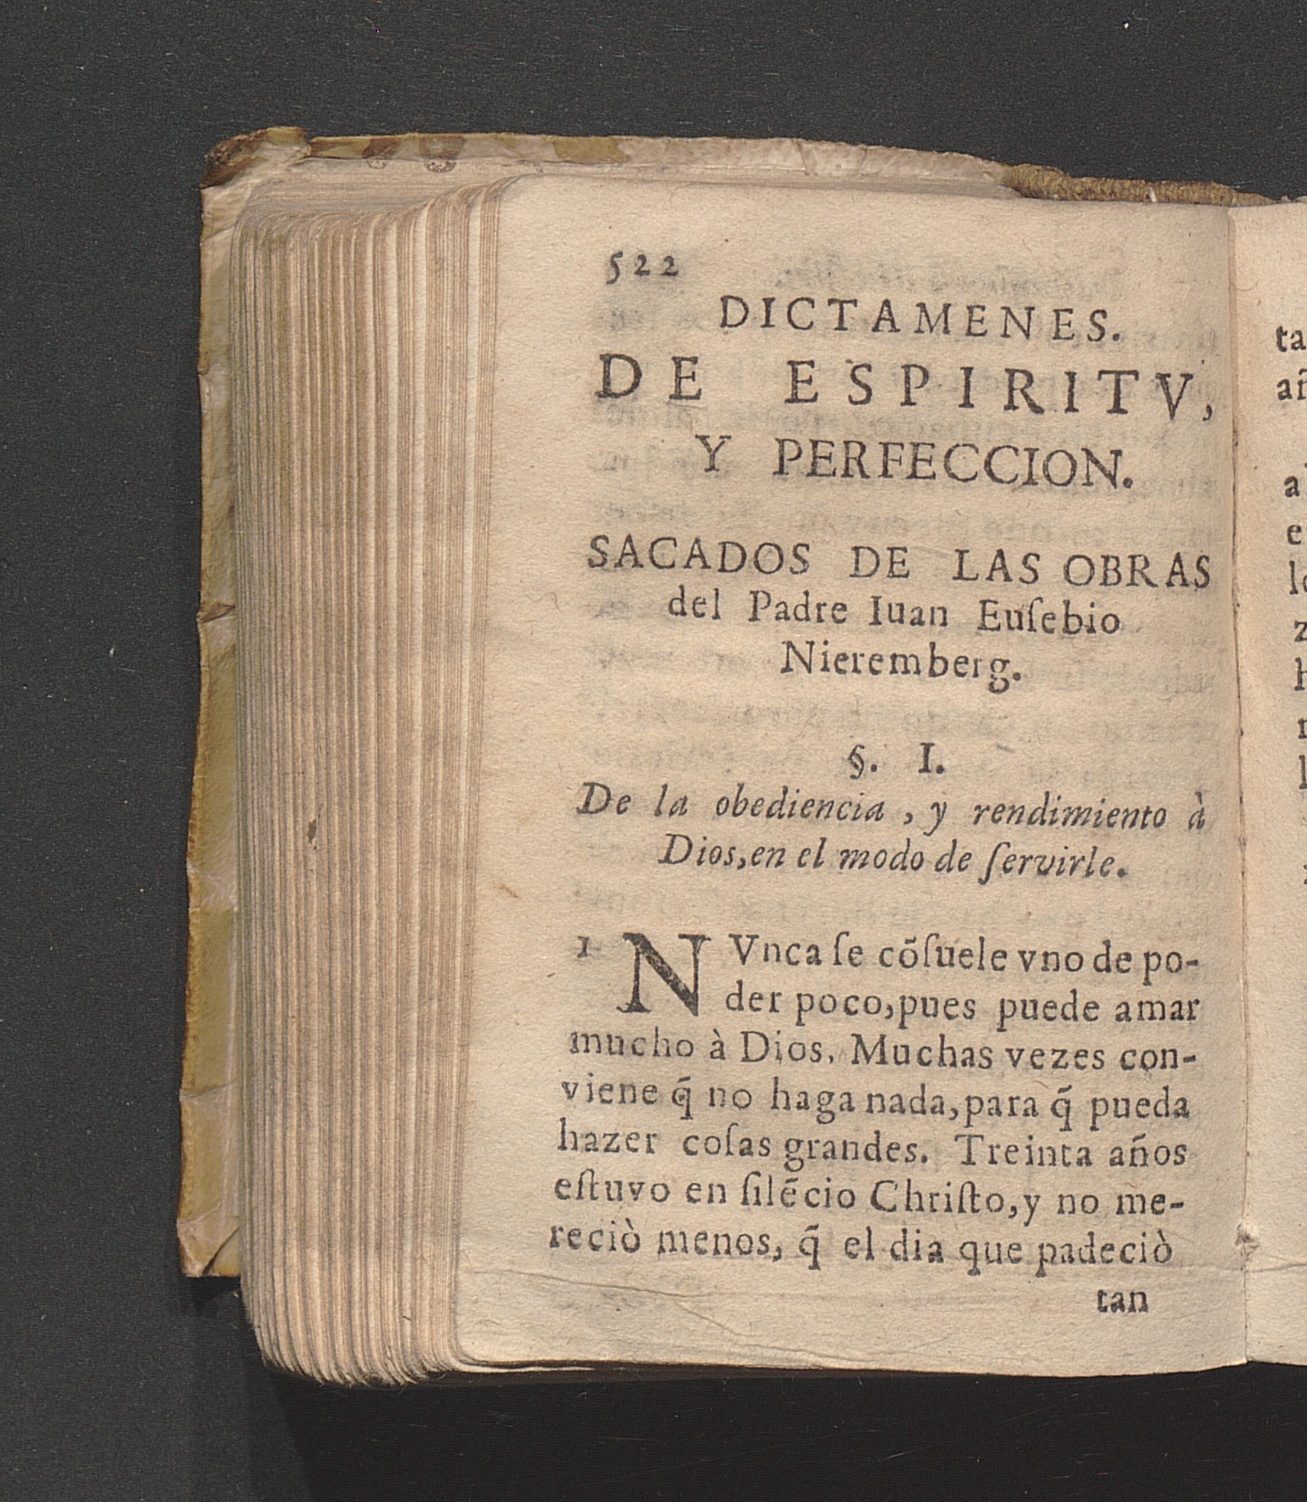 522
DICTAMENES.
DE ESPIRITV,
Y PERFECCION.
SACADOS DE LAS OBRAS
del Padre Iuan Euſebio
Nieremberg.
§. I.
De la obediencia, y rendimiento à
Dios, en el modo de ſervirle.
1 NVnca ſe cõſuele vno de po-
der poco, pues puede amar
mucho à Dios. Muchas vezes con-
viene q̃ no haga nada, para q̃ pueda
hazer coſas grandes. Treinta años
eſtuvo en ſilẽcio Chriſto, y no me-
reciò menos, q̃ el dia que padeciò
tan